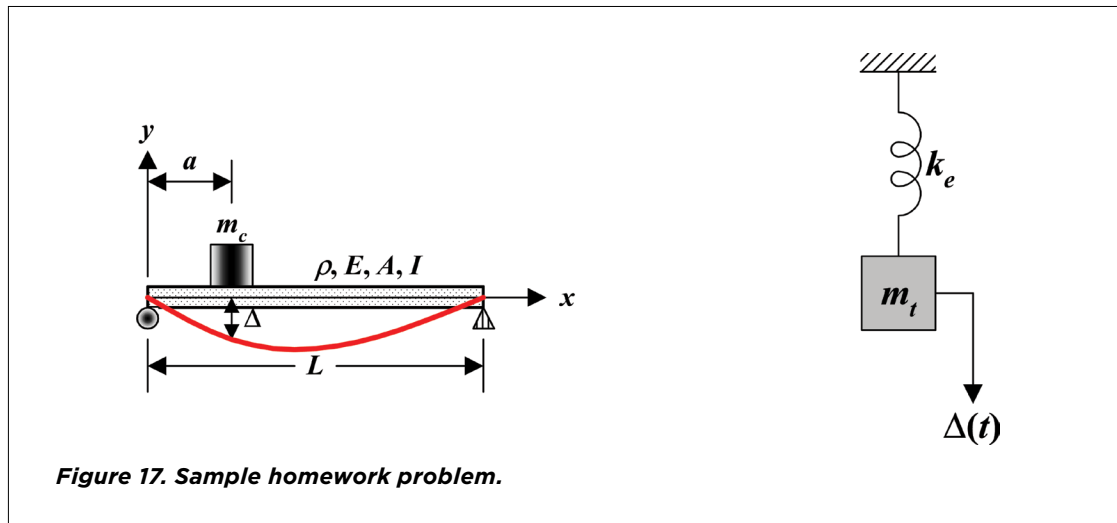 y
a
m_c
ρ, E, A, I
x
Δ
L
k_e
m_t
Δ(t)
Figure 17. Sample homework problem.